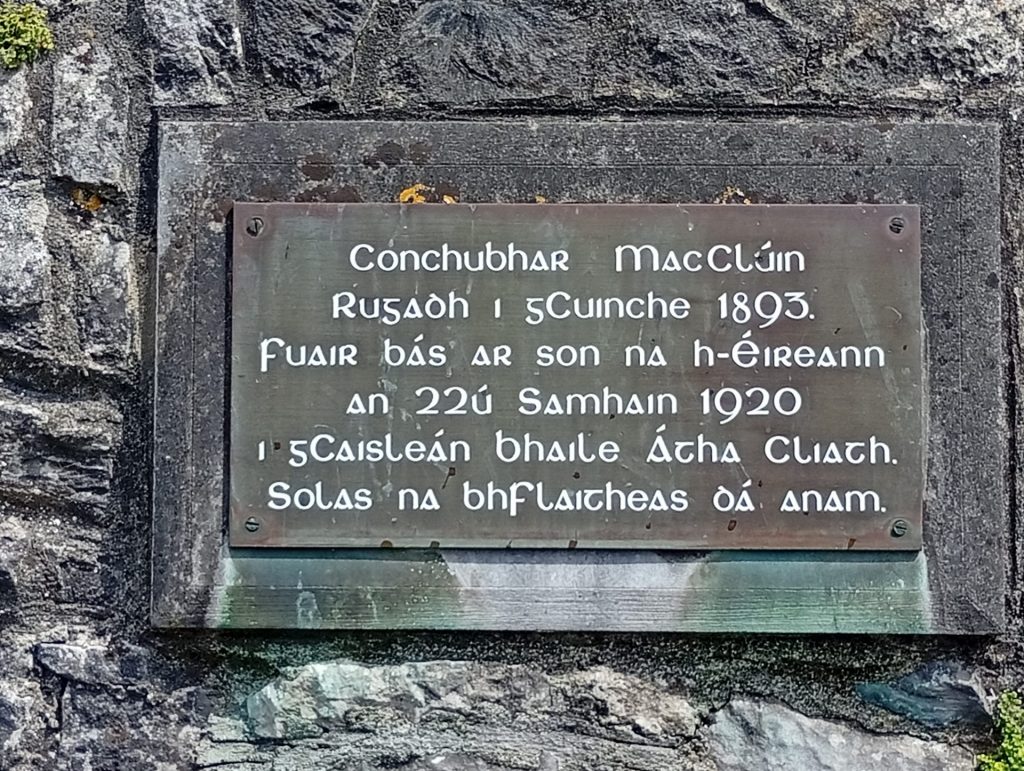 Conchubhar MacClúin
Rugadh i gCuinche 1893.
Fuair bás ar son na h-Éireann
an 22ú Samhain 1920
i gCaisleán bhaile Átha Cliath.
Solas na bhFlaitheas dá anam.